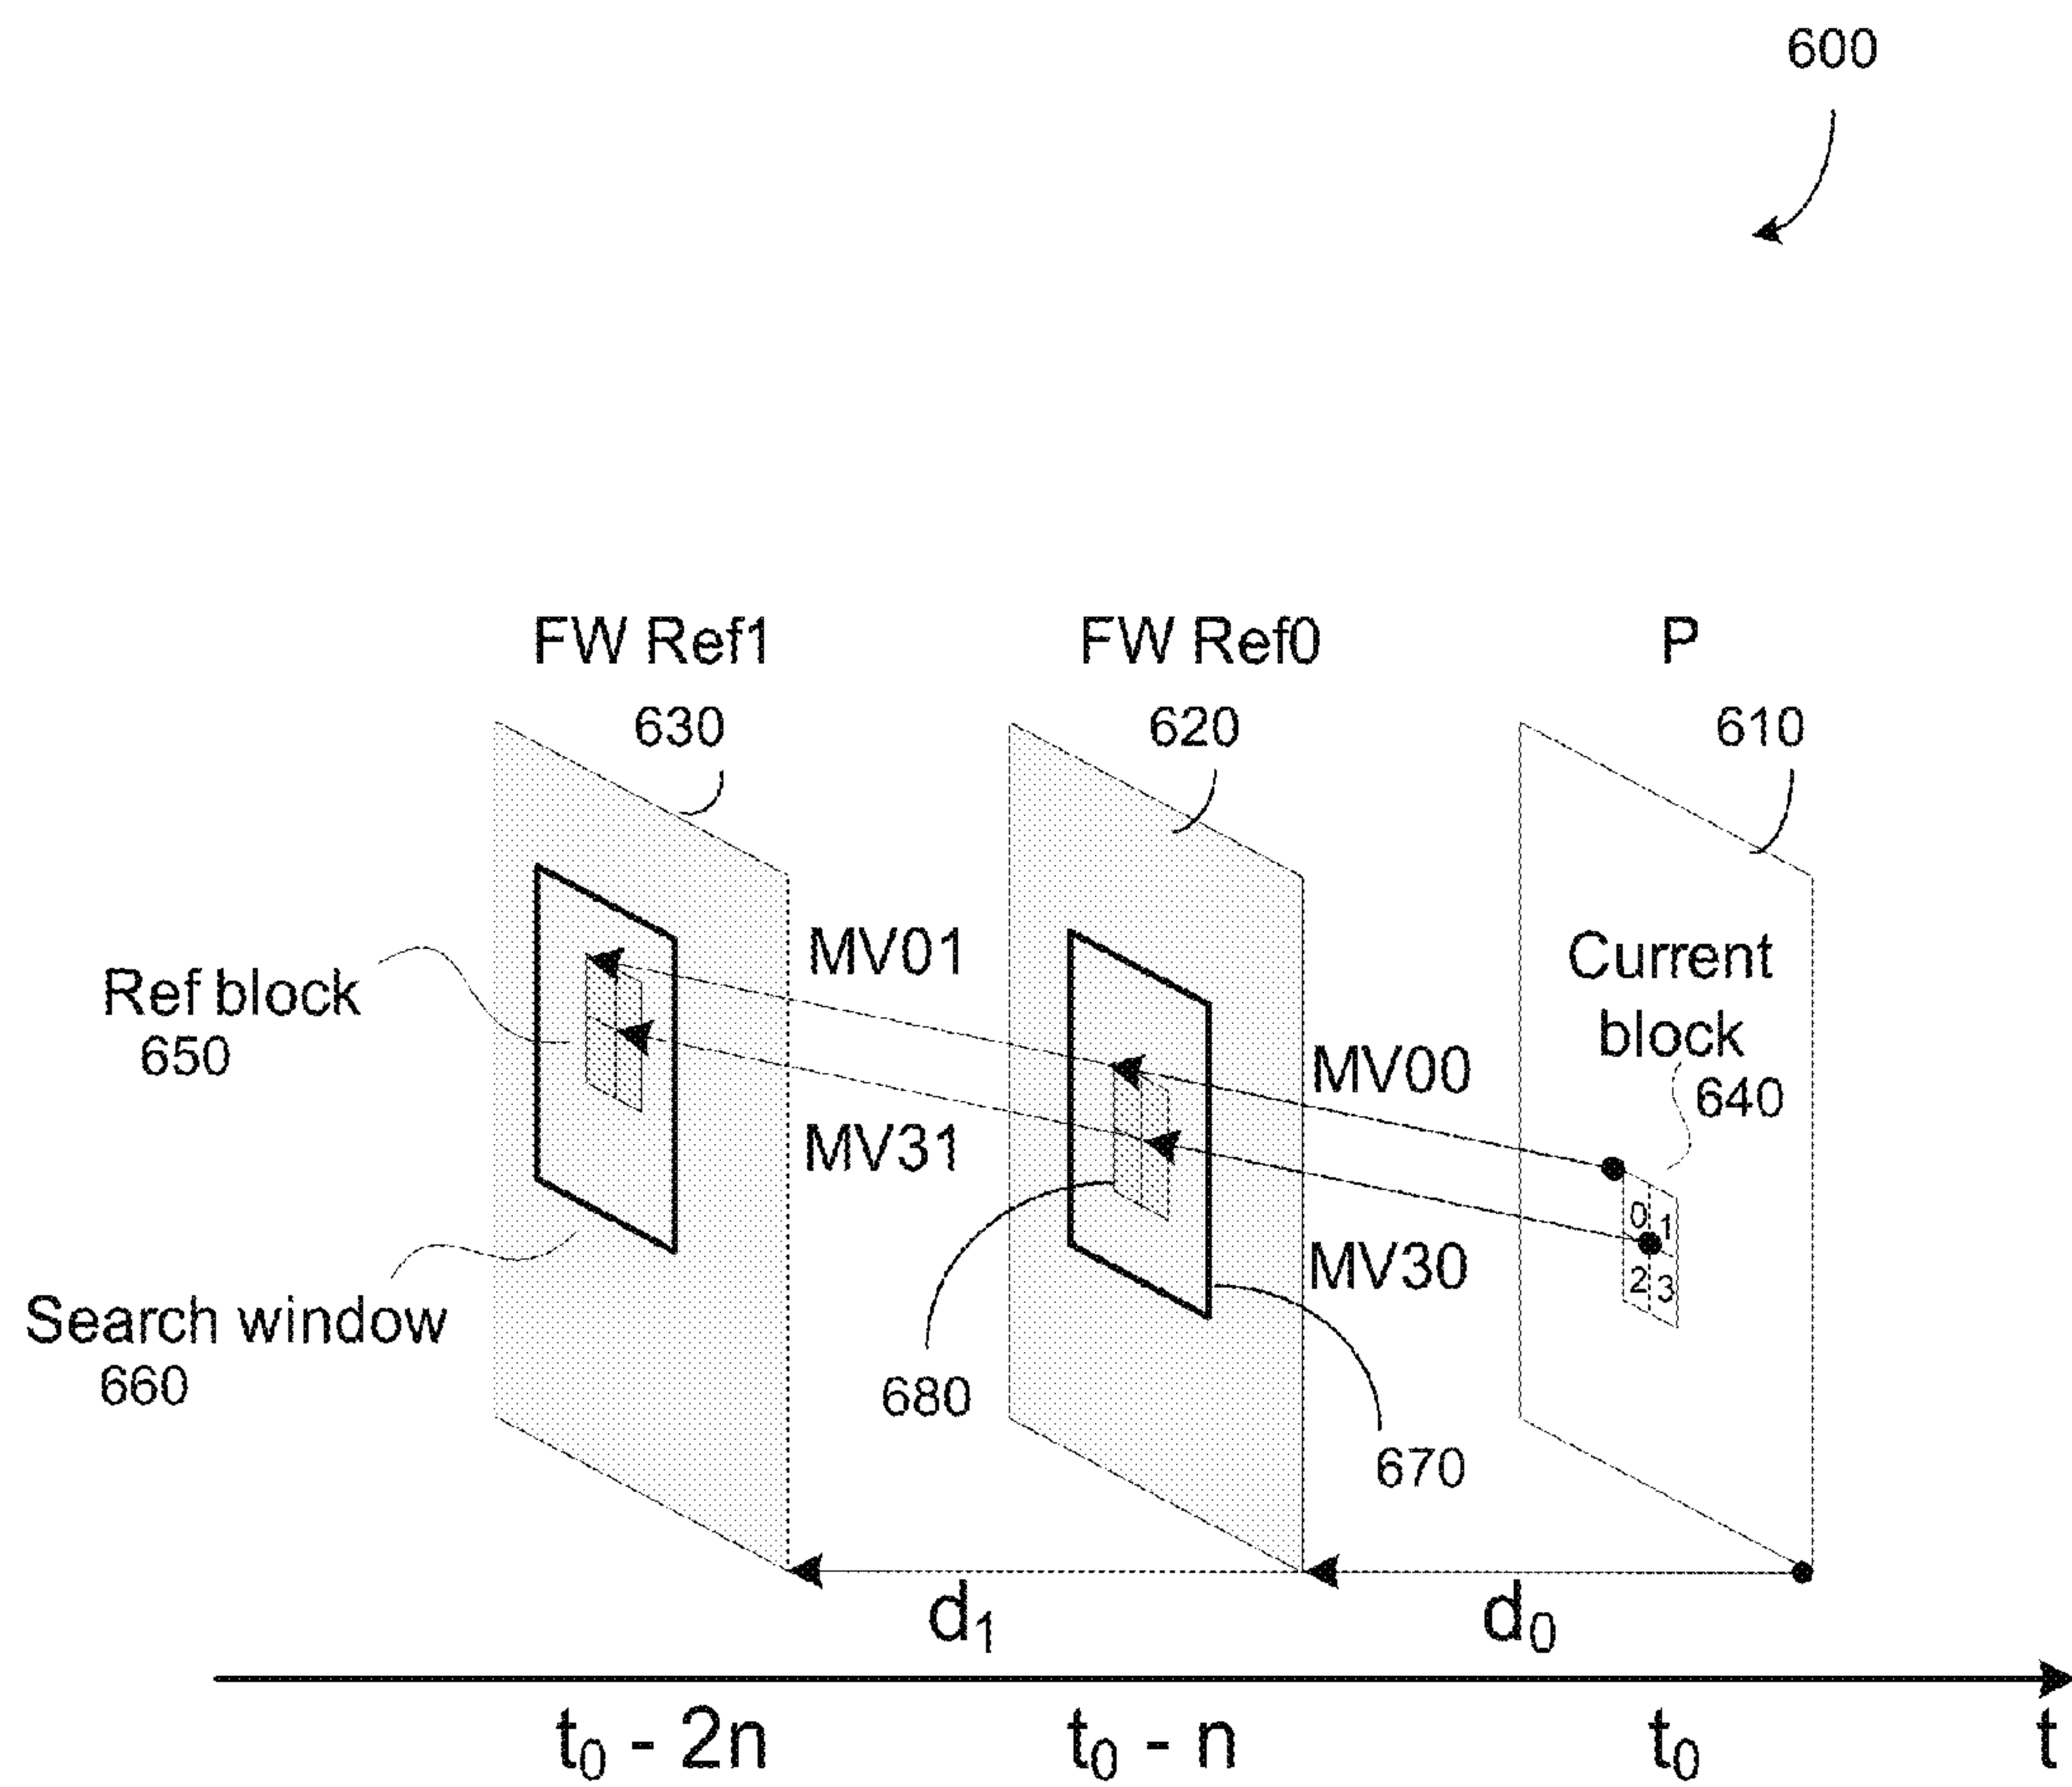 600
FW Ref1
FW Ref0
P
630
620
610
MV01
Current
block
640
Ref block
650
MV00
MV31
0
1
2
3
MV30
Search window
660
680
670
d₁
d₀
t₀ - 2n
t₀ - n
t₀
t